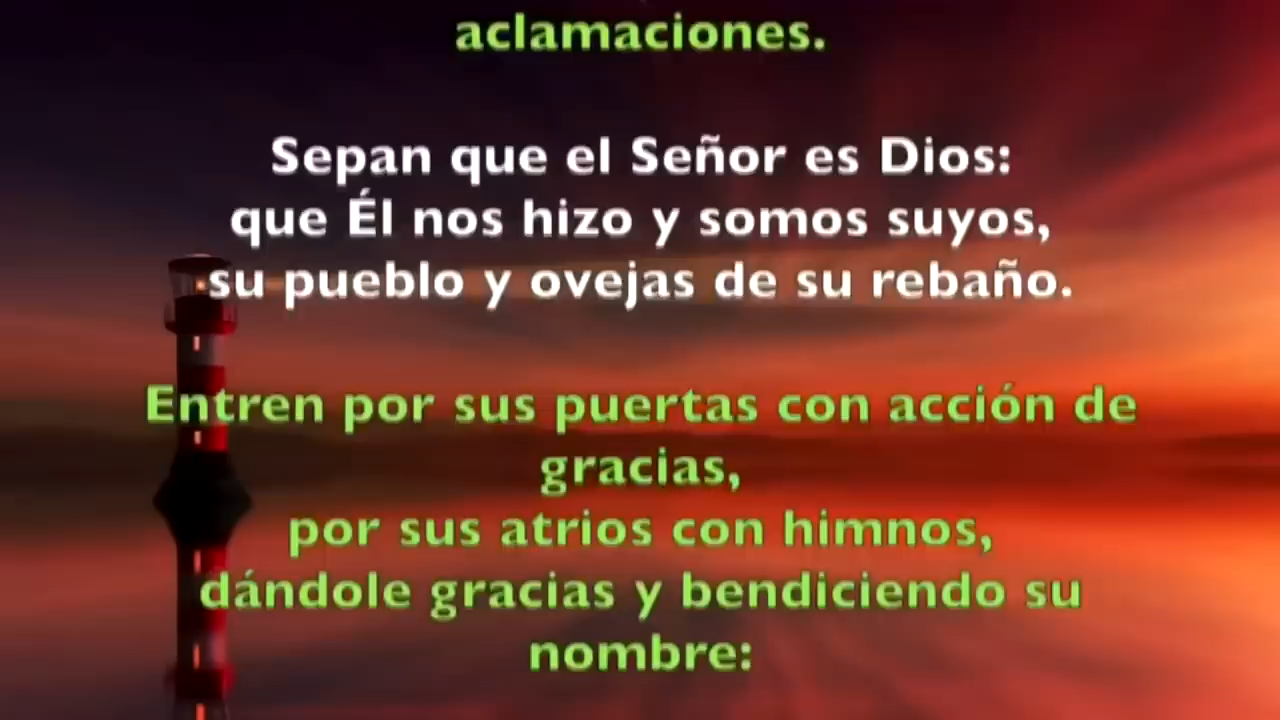 aclamaciones.
Sepan que el Señor es Dios:
que Él nos hizo y somos suyos,
su pueblo y ovejas de su rebaño.
Entren por sus puertas con acción de
gracias,
por sus atrios con himnos,
dándole gracias y bendiciendo su
nombre: